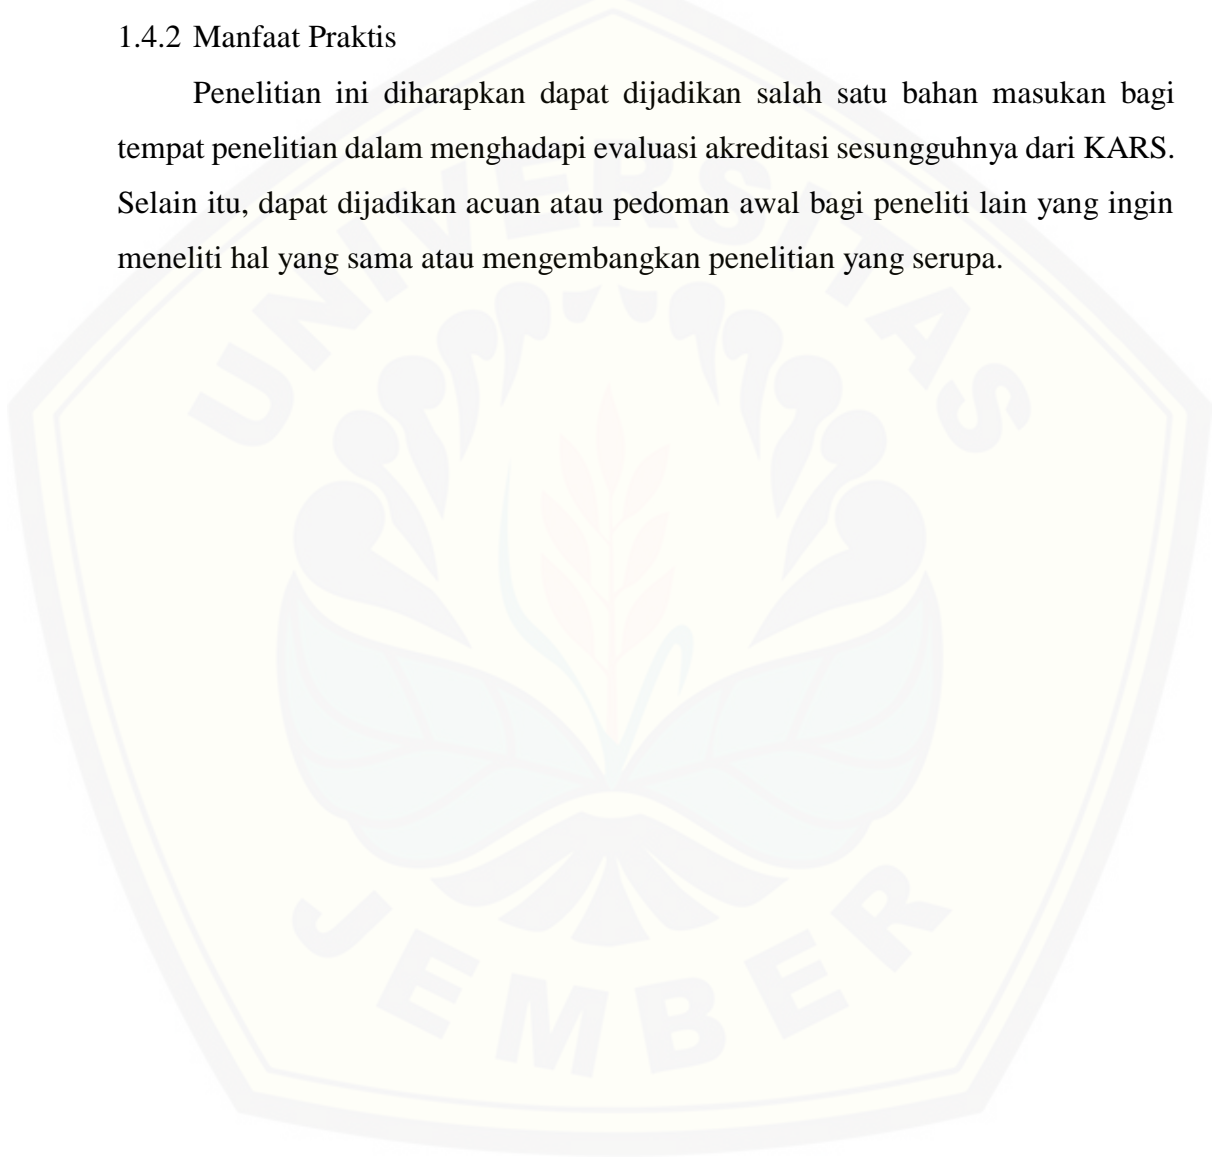 1.4.2 Manfaat Praktis
Penelitian ini diharapkan dapat dijadikan salah satu bahan masukan bagi
tempat penelitian dalam menghadapi evaluasi akreditasi sesungguhnya dari KARS.
Selain itu, dapat dijadikan acuan atau pedoman awal bagi peneliti lain yang ingin
meneliti hal yang sama atau mengembangkan penelitian yang serupa.
UNIVERSITAS
JEMBER